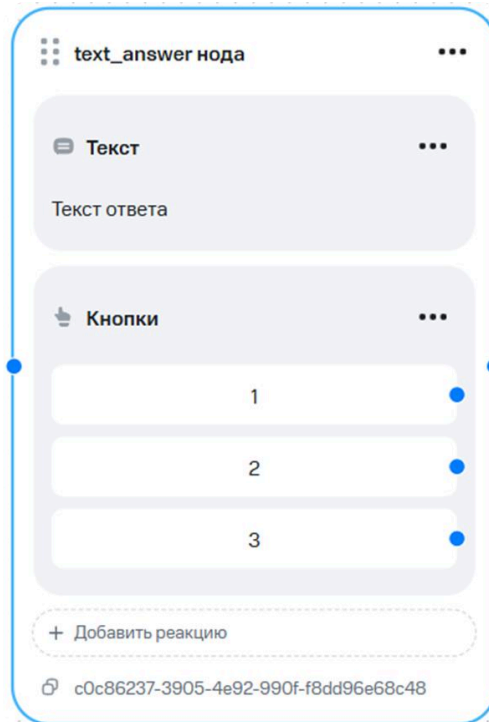 text_answer нода
Текст
Текст ответа
Кнопки
1
2
3
+ Добавить реакцию
c0c86237-3905-4e92-990f-f8dd96e68c48